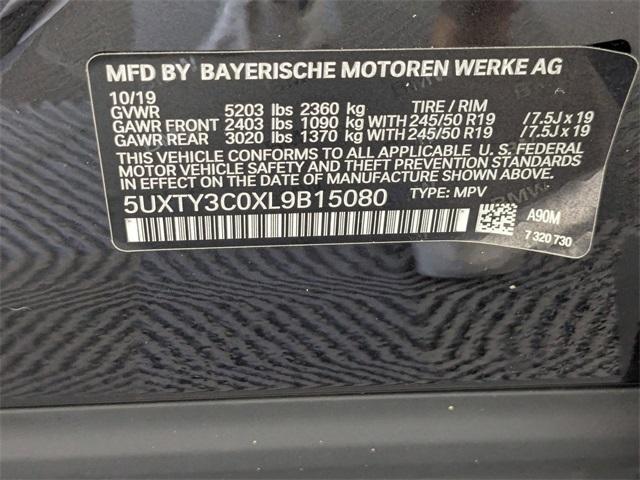 MFD BY BAYERISCHE MOTOREN WERKE AG
10/19
GVWR 5203 lbs 2360 kg TIRE / RIM
GAWR FRONT 2403 lbs 1090 kg WITH 245/50 R19 /7.5J x 19
GAWR REAR 3020 lbs 1370 kg WITH 245/50 R19 /7.5J x 19
THIS VEHICLE CONFORMS TO ALL APPLICABLE U. S. FEDERAL
MOTOR VEHICLE SAFETY AND THEFT PREVENTION STANDARDS
IN EFFECT ON THE DATE OF MANUFACTURE SHOWN ABOVE.
5UXTY3C0XL9B15080 TYPE: MPV
A90M
7 320 730